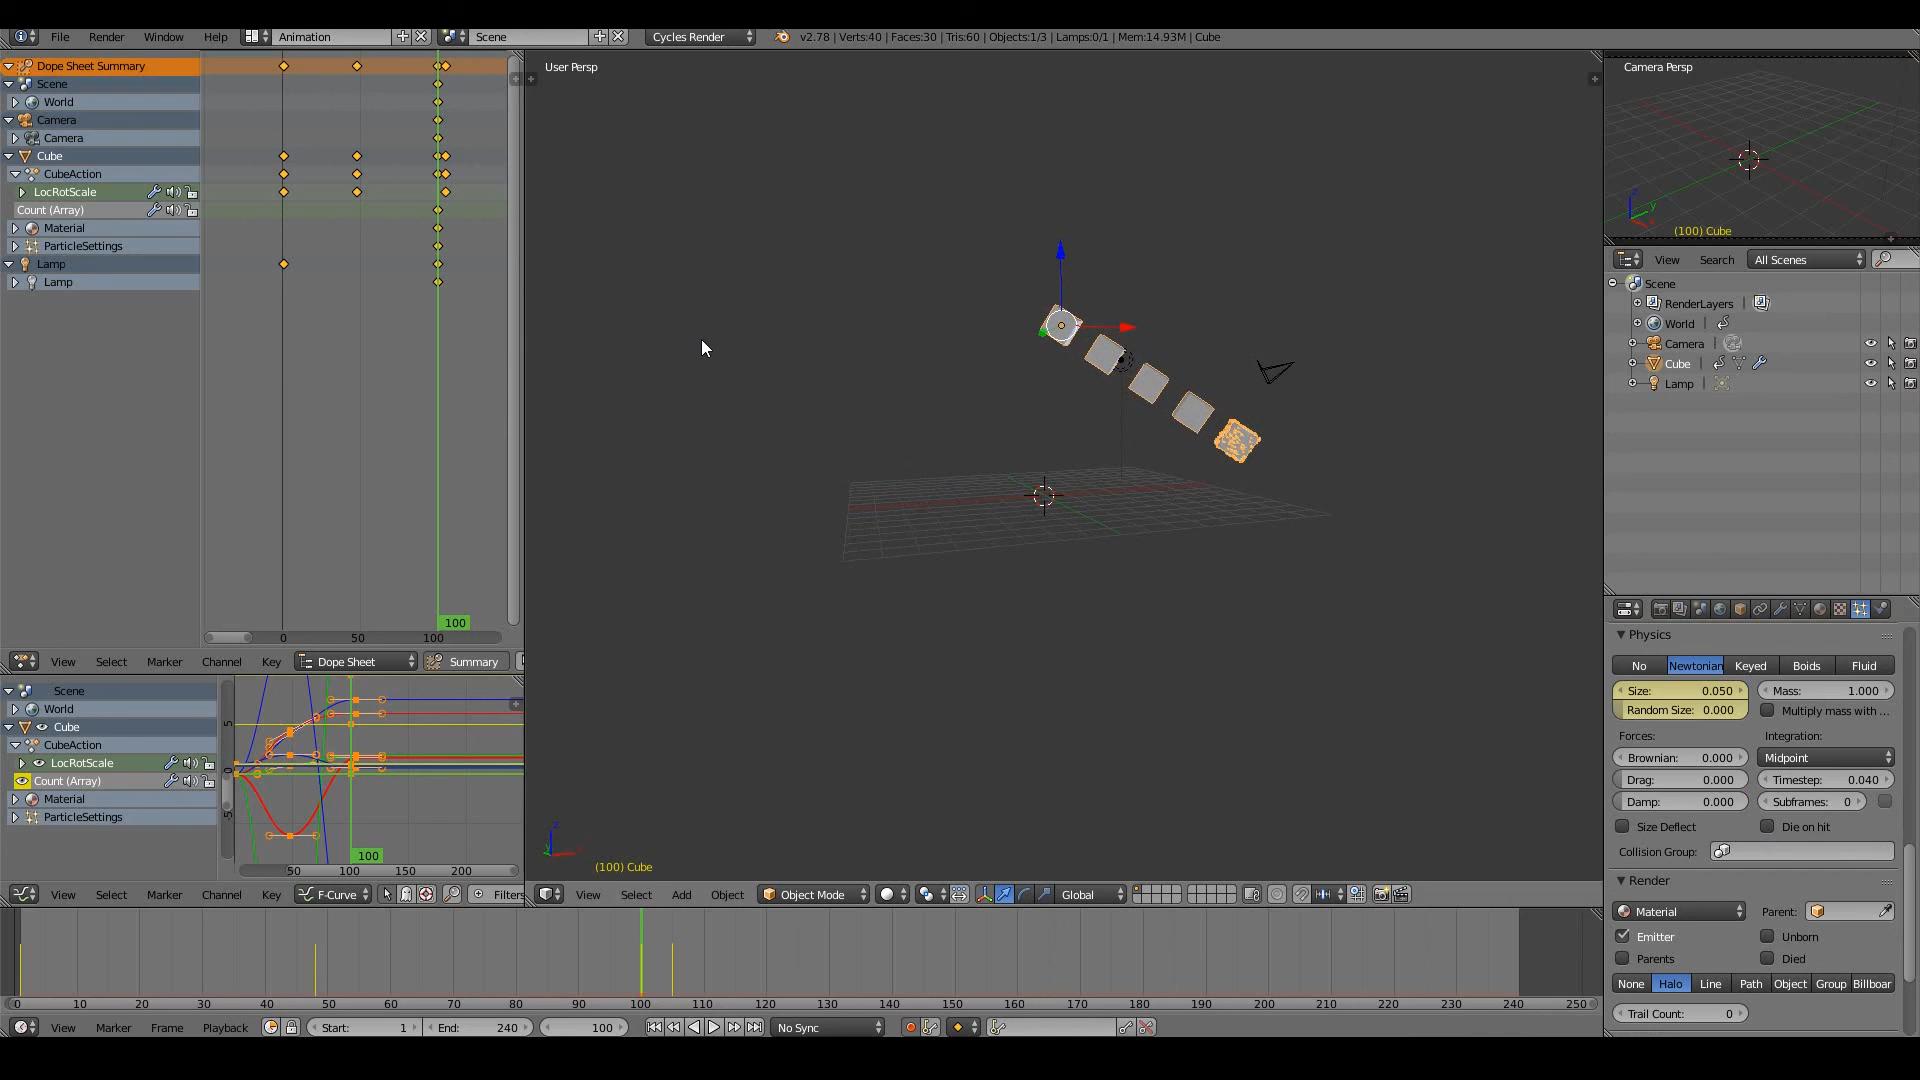 File Render Window Help Animation Scene Cycles Render v2.78 | Verts:40 | Faces:30 | Tris:60 | Objects:1/3 | Lamps:0/1 | Mem:14.93M | Cube
Dope Sheet Summary
Scene
World
Camera
Camera
Cube
CubeAction
LocRotScale
Count (Array)
Material
ParticleSettings
Lamp
Lamp
100
0 50 100
View Select Marker Channel Key Dope Sheet Summary
Scene
World
Cube
CubeAction
LocRotScale
Count (Array)
Material
ParticleSettings
5
0
-5
100
50 100 150 200
View Select Marker Channel Key F-Curve Filters
User Persp
(100) Cube
View Select Add Object Object Mode Global
Camera Persp
(100) Cube
View Search All Scenes
Scene
RenderLayers |
World |
Camera |
Cube |
Lamp |
Physics
No Newtonian Keyed Boids Fluid
Size: 0.050 Mass: 1.000
Random Size: 0.000 Multiply mass with ...
Forces: Integration:
Brownian: 0.000 Midpoint
Drag: 0.000 Timestep: 0.040
Damp: 0.000 Subframes: 0
Size Deflect Die on hit
Collision Group:
Render
Material Parent:
Emitter Unborn
Parents Died
None Halo Line Path Object Group Billboar
Trail Count: 0
0 10 20 30 40 50 60 70 80 90 100 110 120 130 140 150 160 170 180 190 200 210 220 230 240 250
View Marker Frame Playback Start: 1 End: 240 100 No Sync